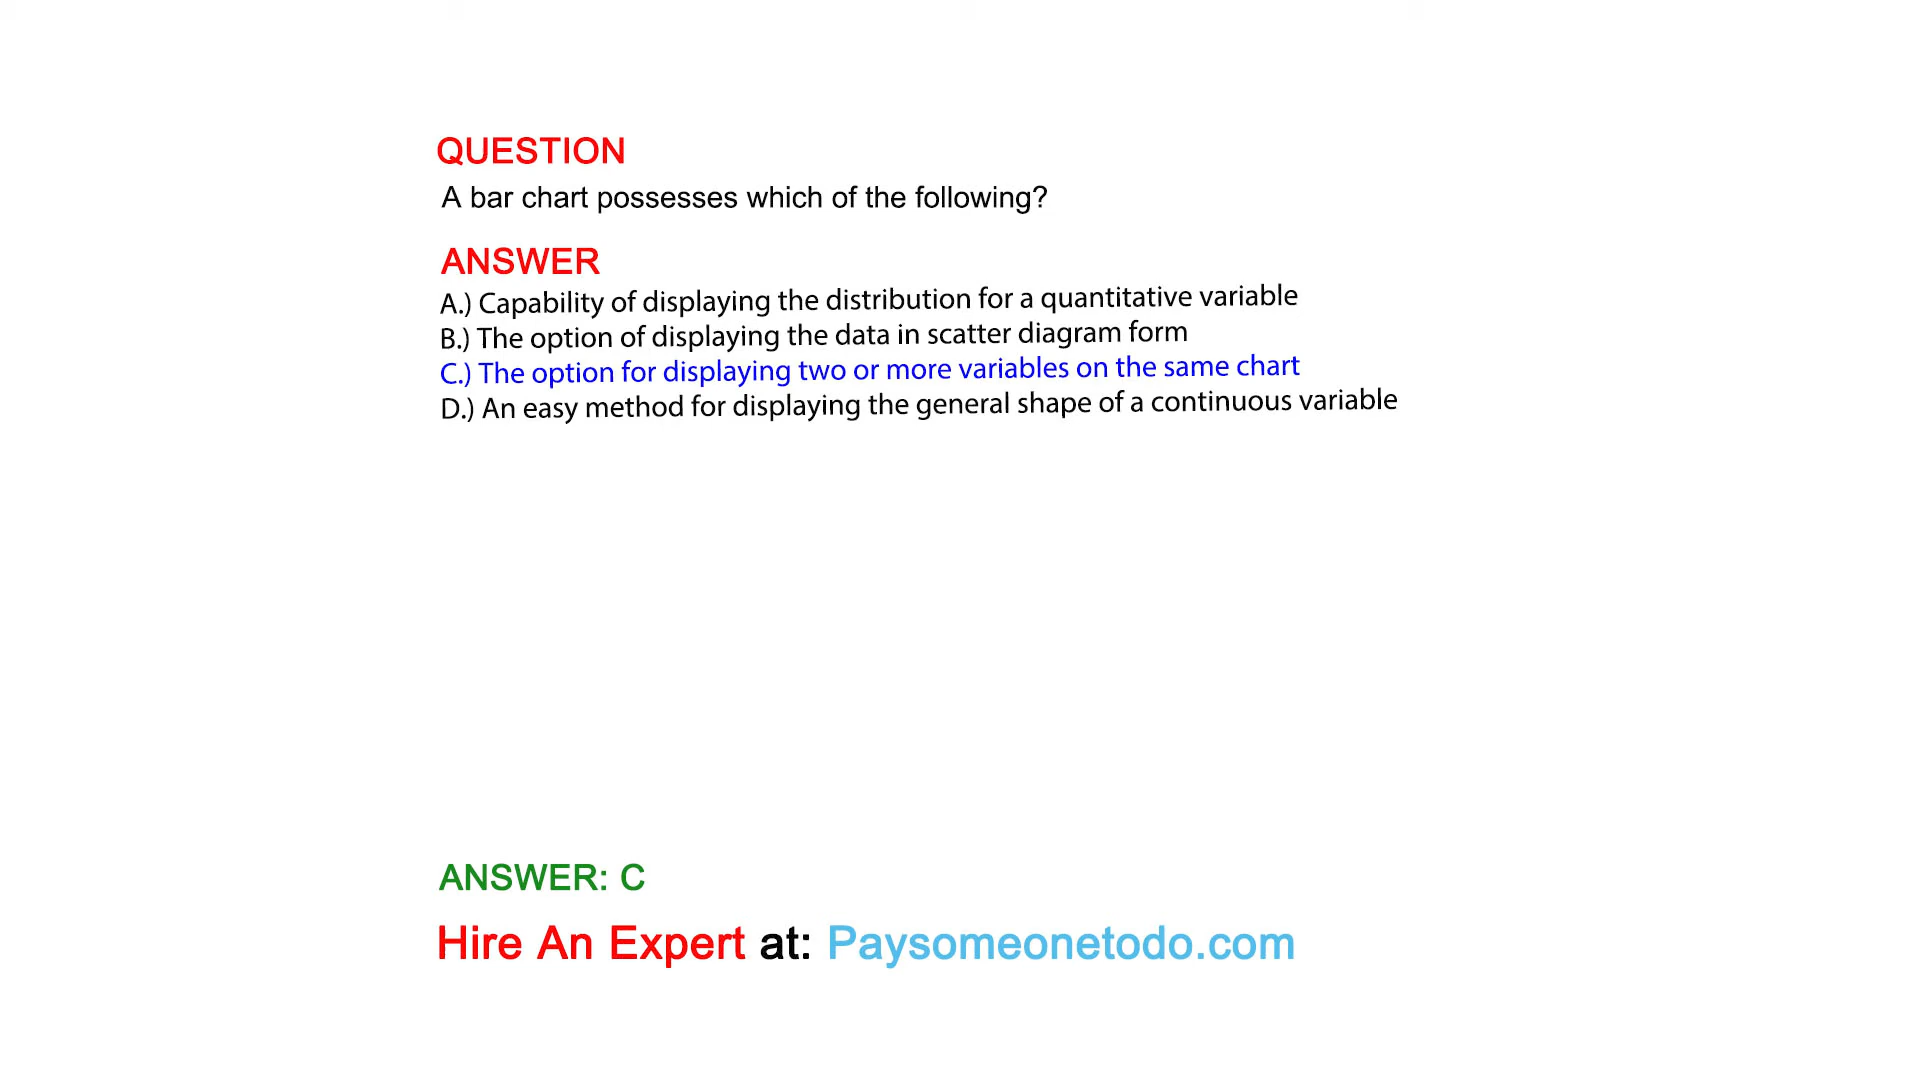 QUESTION
A bar chart possesses which of the following?
ANSWER
A.) Capability of displaying the distribution for a quantitative variable
B.) The option of displaying the data in scatter diagram form
C.) The option for displaying two or more variables on the same chart
D.) An easy method for displaying the general shape of a continuous variable
ANSWER: C
Hire An Expert at: Paysomeonetodo.com